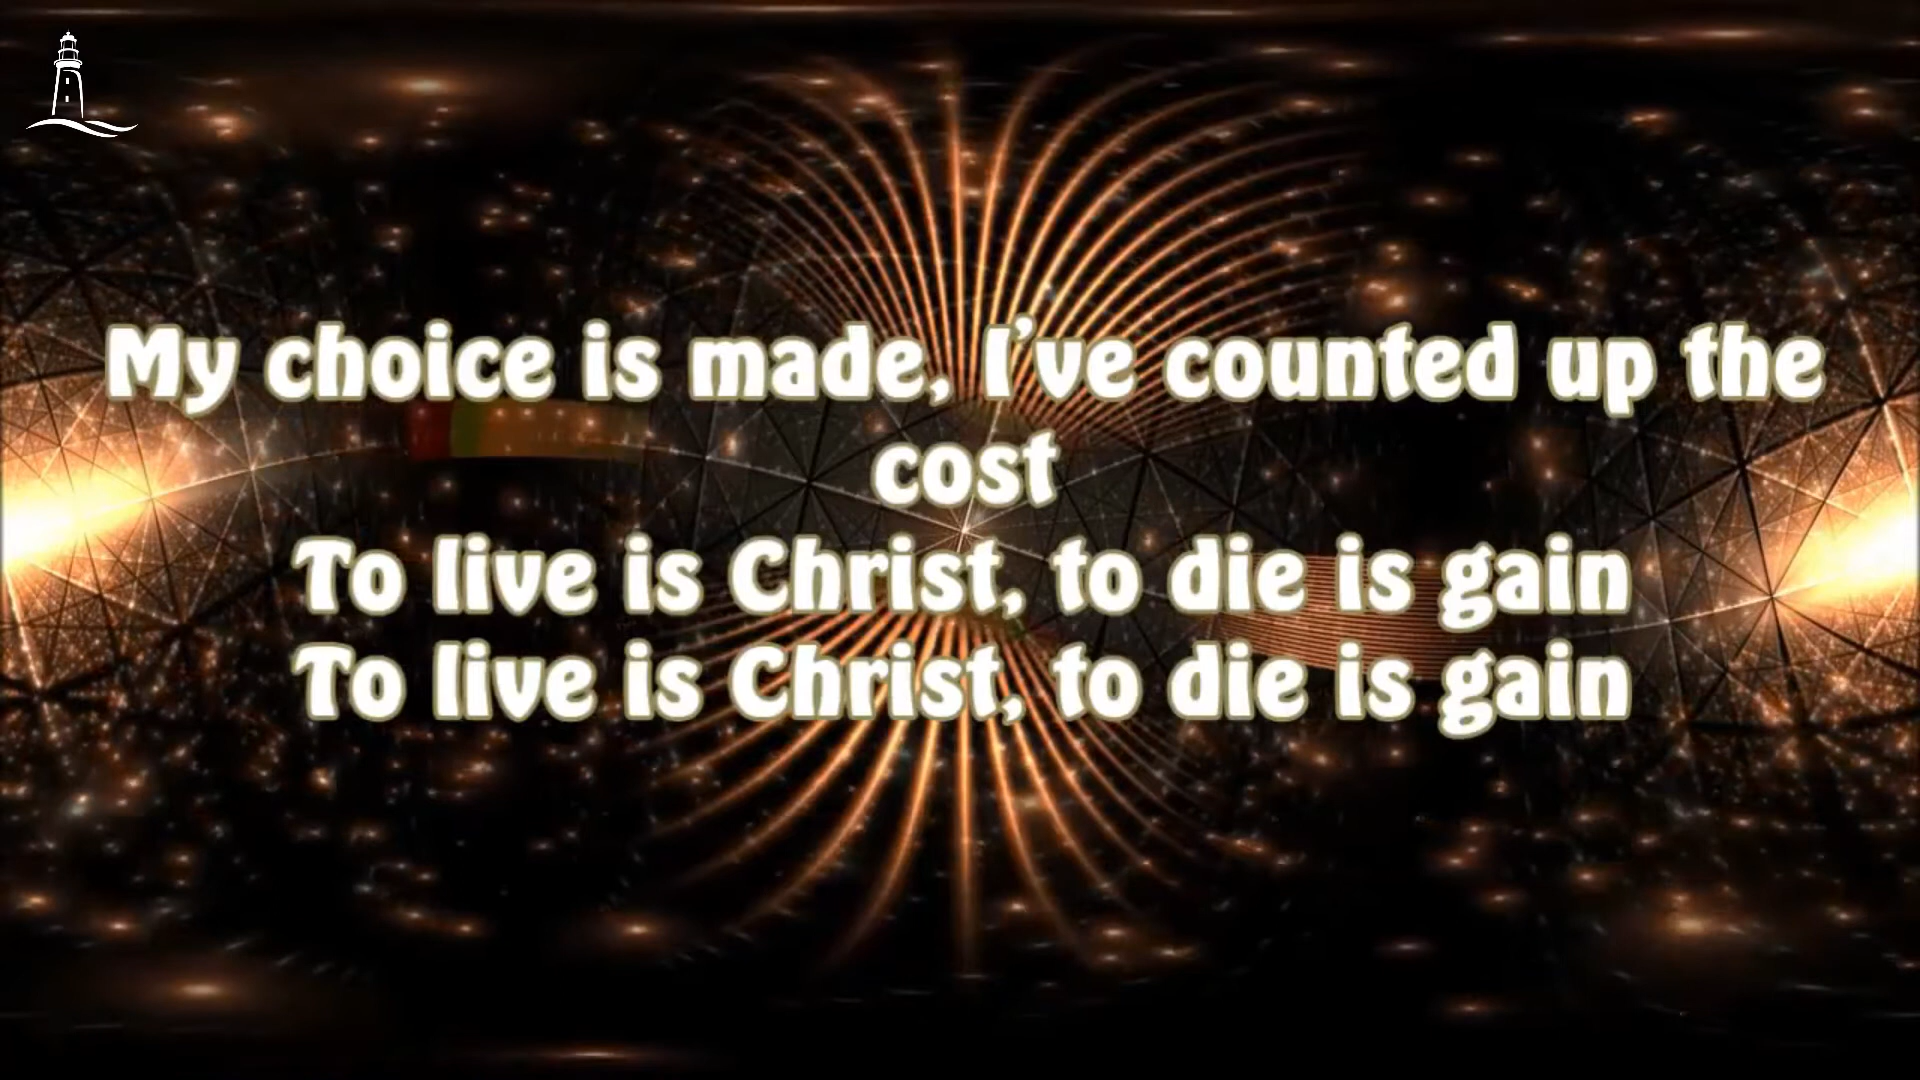 My choice is made, I've counted up the
cost
To live is Christ, to die is gain
To live is Christ, to die is gain